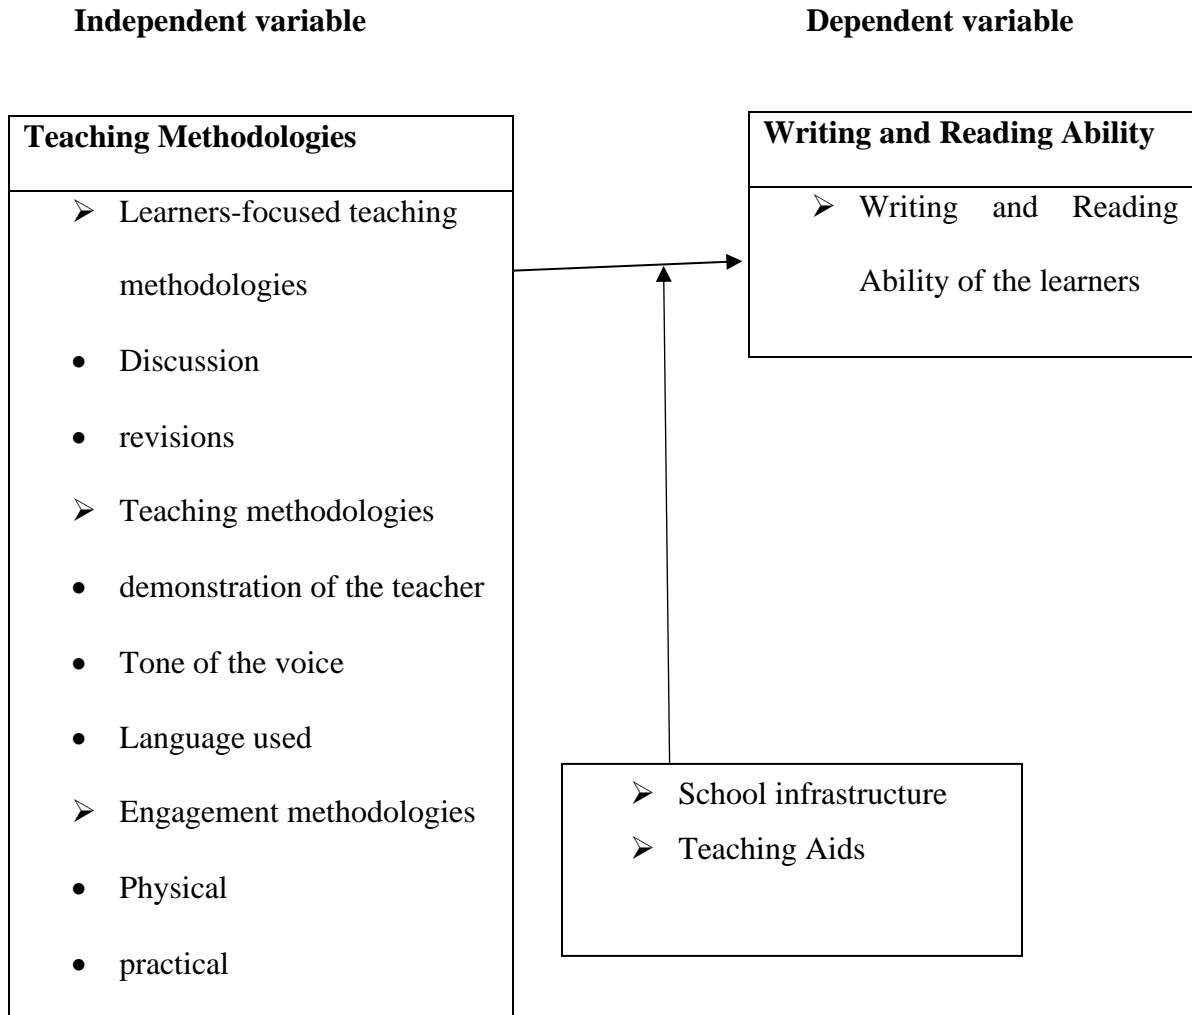 Independent variable
Dependent variable
Teaching Methodologies
➢ Learners-focused teaching
methodologies
• Discussion
• revisions
➢ Teaching methodologies
• demonstration of the teacher
• Tone of the voice
• Language used
➢ Engagement methodologies
• Physical
• practical
Writing and Reading Ability
➢ Writing and Reading
Ability of the learners
➢ School infrastructure
➢ Teaching Aids